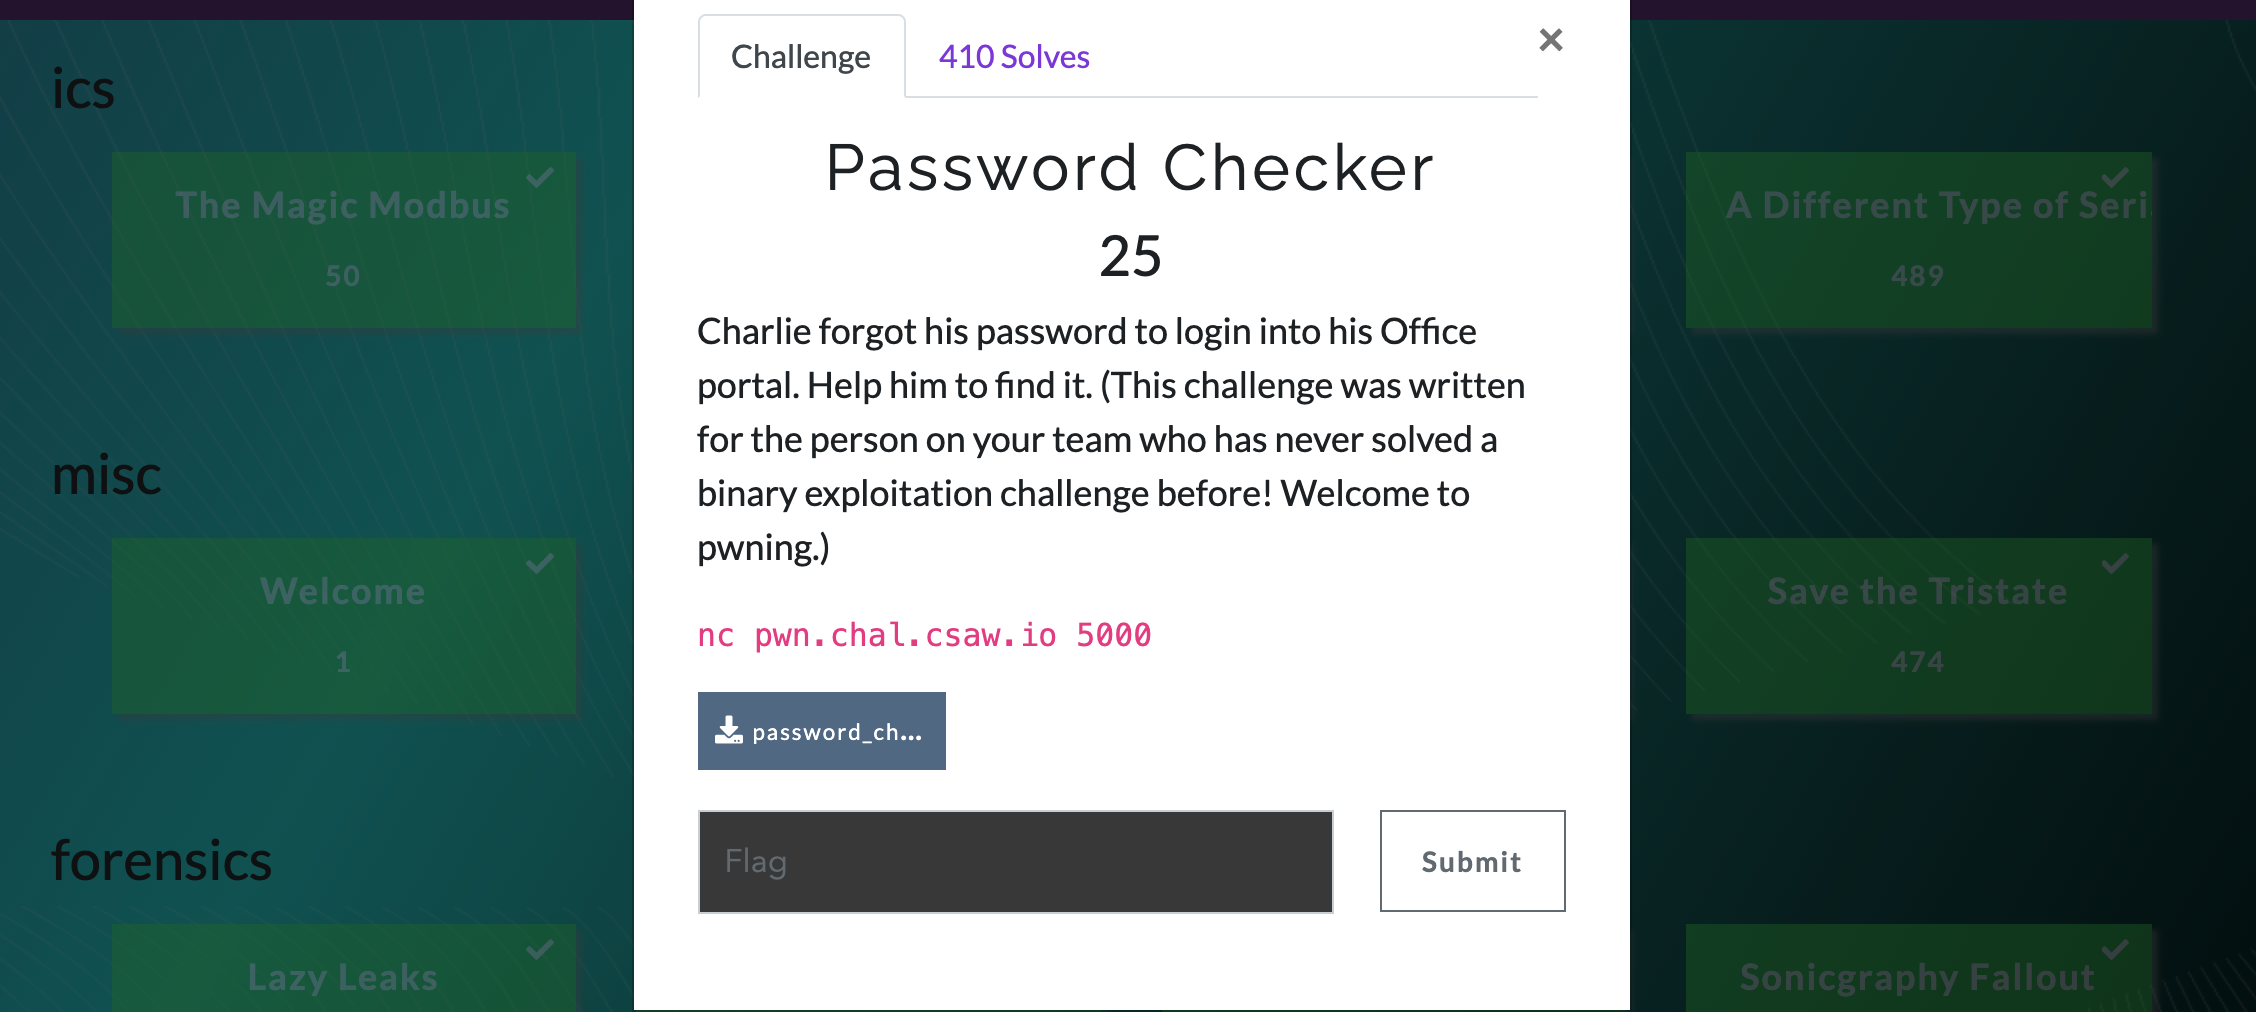 ics
The Magic Modbus
50
misc
Welcome
1
forensics
Lazy Leaks
Challenge
410 Solves
×
Password Checker
25
Charlie forgot his password to login into his Office
portal. Help him to find it. (This challenge was written
for the person on your team who has never solved a
binary exploitation challenge before! Welcome to
pwning.)
nc pwn.chal.csaw.io 5000
password_ch...
Flag
Submit
A Different Type of Seri
489
Save the Tristate
474
Sonicgraphy Fallout